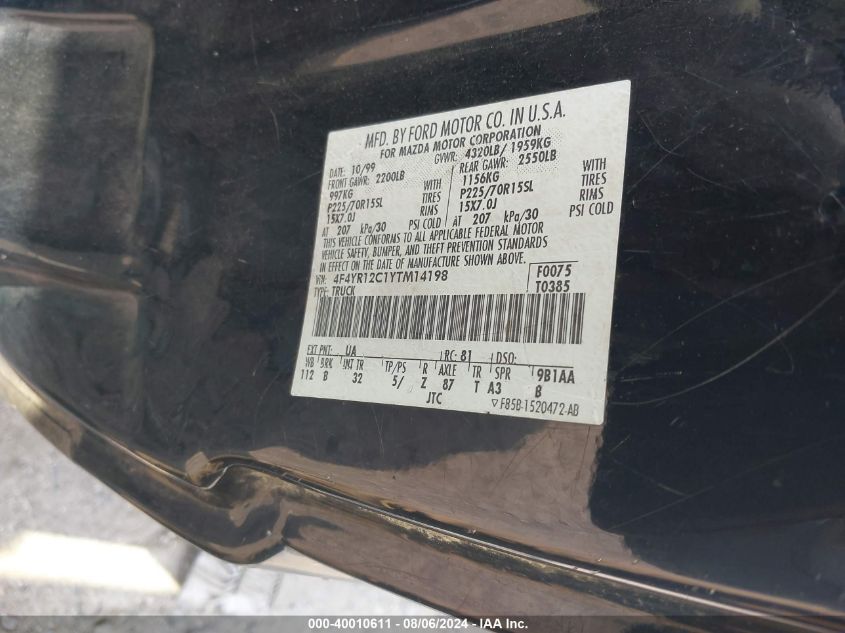 MFD. BY FORD MOTOR CO. IN U.S.A.
FOR MAZDA MOTOR CORPORATION
DATE: 10/99 GVWR: 4320LB/ 1959KG
FRONT GAWR: 2200LB REAR GAWR: 2550LB
997KG WITH 1156KG WITH
P225/70R15SL TIRES P225/70R15SL TIRES
15X7.0J RIMS 15X7.0J RIMS
AT 207 kPa/30 PSI COLD AT 207 kPa/30 PSI COLD
THIS VEHICLE CONFORMS TO ALL APPLICABLE FEDERAL MOTOR
VEHICLE SAFETY, BUMPER, AND THEFT PREVENTION STANDARDS
IN EFFECT ON THE DATE OF MANUFACTURE SHOWN ABOVE.
VIN: 4F4YR12C1YTM14198 F0075
TYPE: TRUCK T0385
EXT PNT: UA RC: 81 DSO:
WB BRK INT TR TP/PS R AXLE TR SPR 9B1AA
112 B 32 5/ Z 87 T A3 B
JTC ▽F85B-1520472-AB
000-40010611 - 08/06/2024 - IAA Inc.